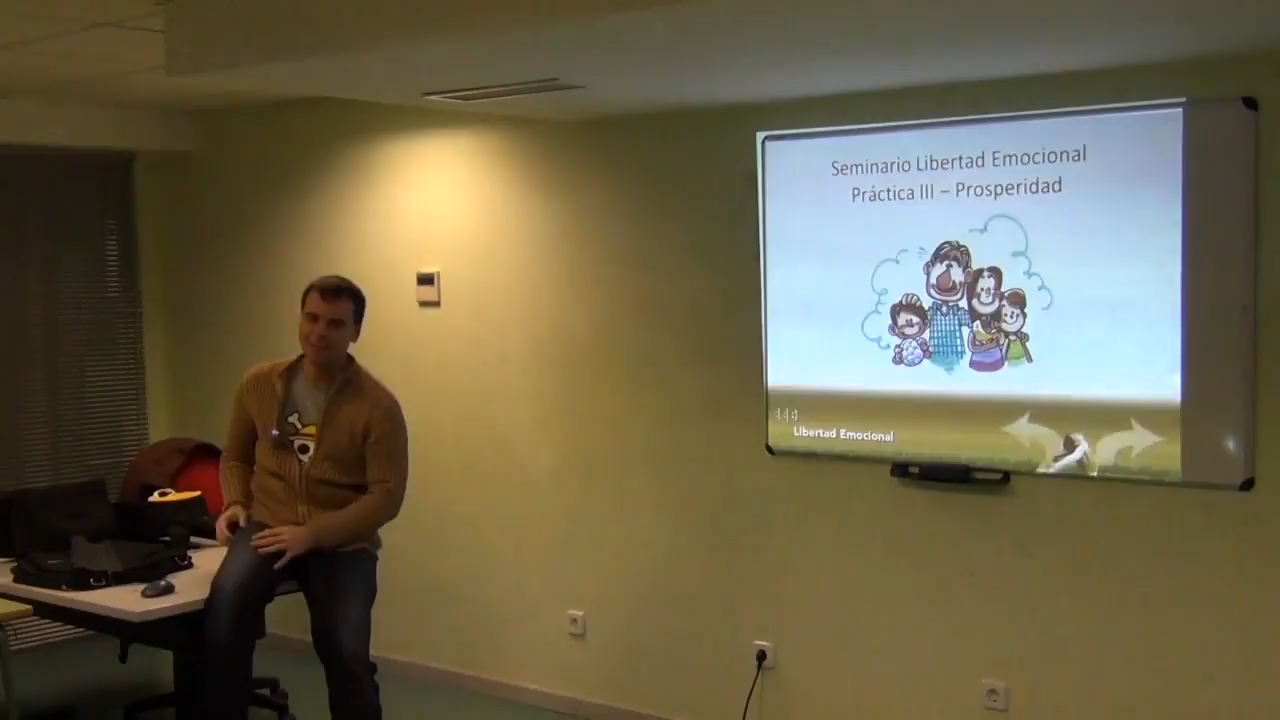 Seminario Libertad Emocional
Práctica III – Prosperidad
Libertad Emocional